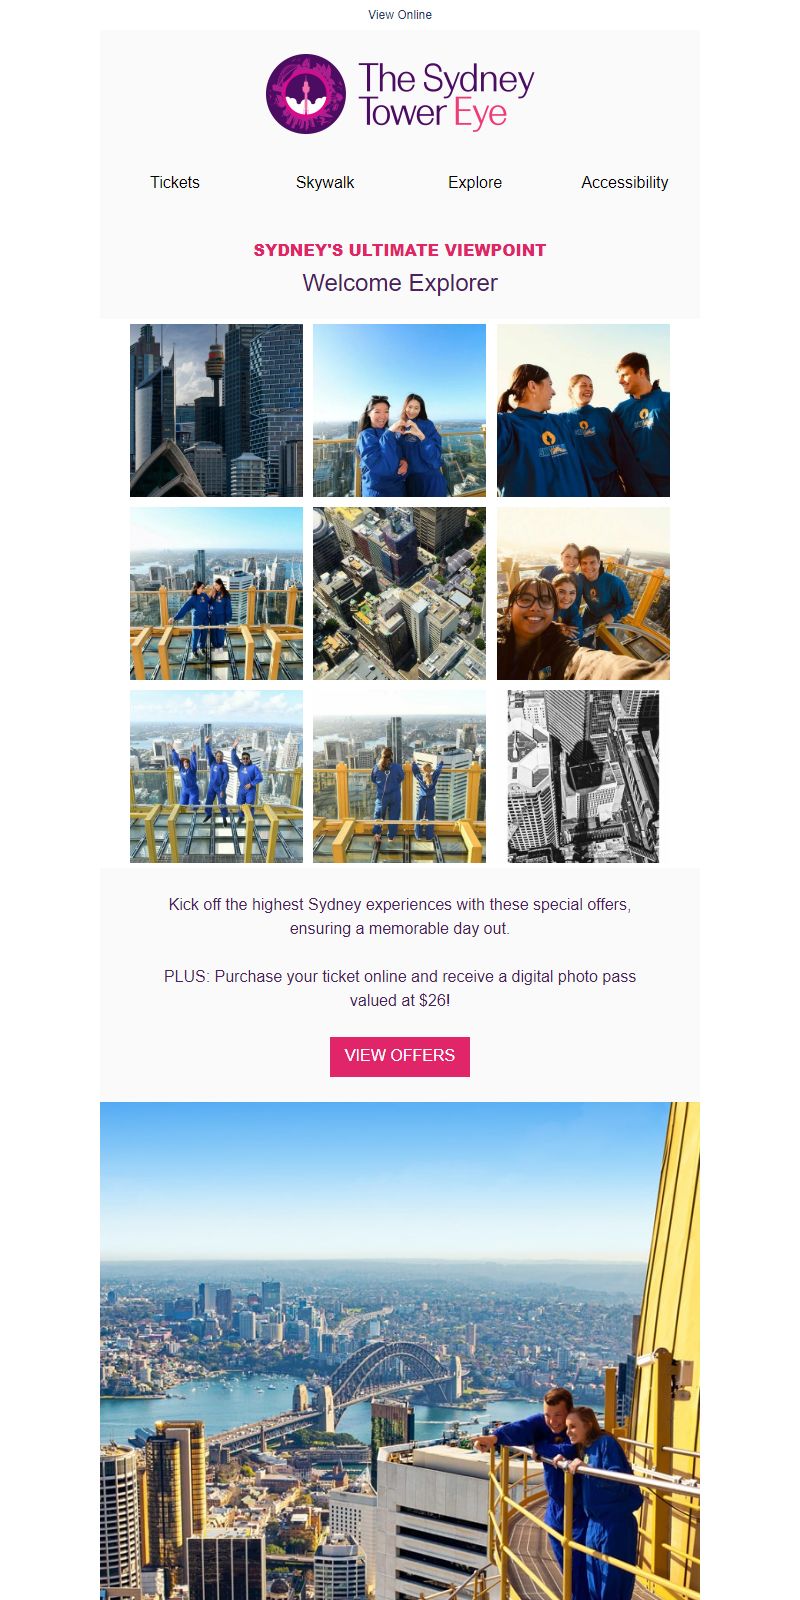 View Online
The Sydney
Tower Eye
Tickets Skywalk Explore Accessibility
SYDNEY'S ULTIMATE VIEWPOINT
Welcome Explorer
Kick off the highest Sydney experiences with these special offers,
ensuring a memorable day out.
PLUS: Purchase your ticket online and receive a digital photo pass
valued at $26!
VIEW OFFERS